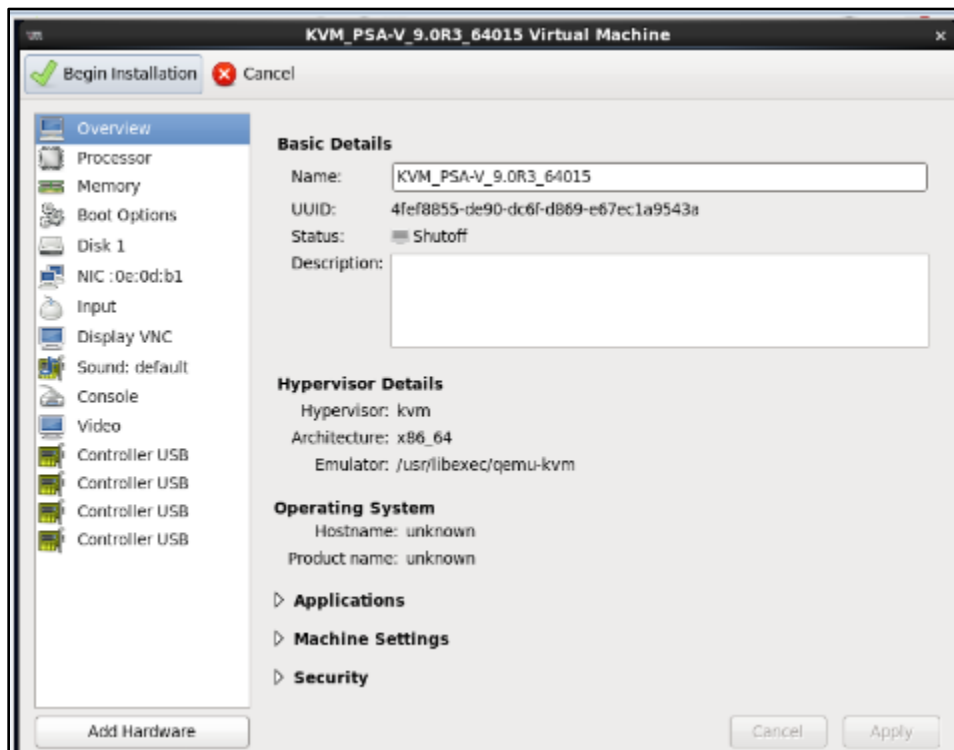 KVM_PSA-V_9.0R3_64015 Virtual Machine
Begin Installation Cancel
Overview
Processor
Memory
Boot Options
Disk 1
NIC :0e:0d:b1
Input
Display VNC
Sound: default
Console
Video
Controller USB
Controller USB
Controller USB
Controller USB
Add Hardware
Basic Details
Name: KVM_PSA-V_9.0R3_64015
UUID: 4fef8855-de90-dc6f-d869-e67ec1a9543a
Status: Shutoff
Description:
Hypervisor Details
Hypervisor: kvm
Architecture: x86_64
Emulator: /usr/libexec/qemu-kvm
Operating System
Hostname: unknown
Product name: unknown
Applications
Machine Settings
Security
Cancel Apply